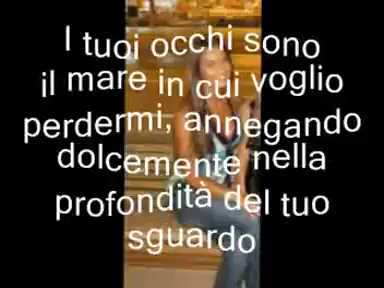 I tuoi occhi sono
il mare in cui voglio
perdermi, annegando
dolcemente nella
profondità del tuo
sguardo